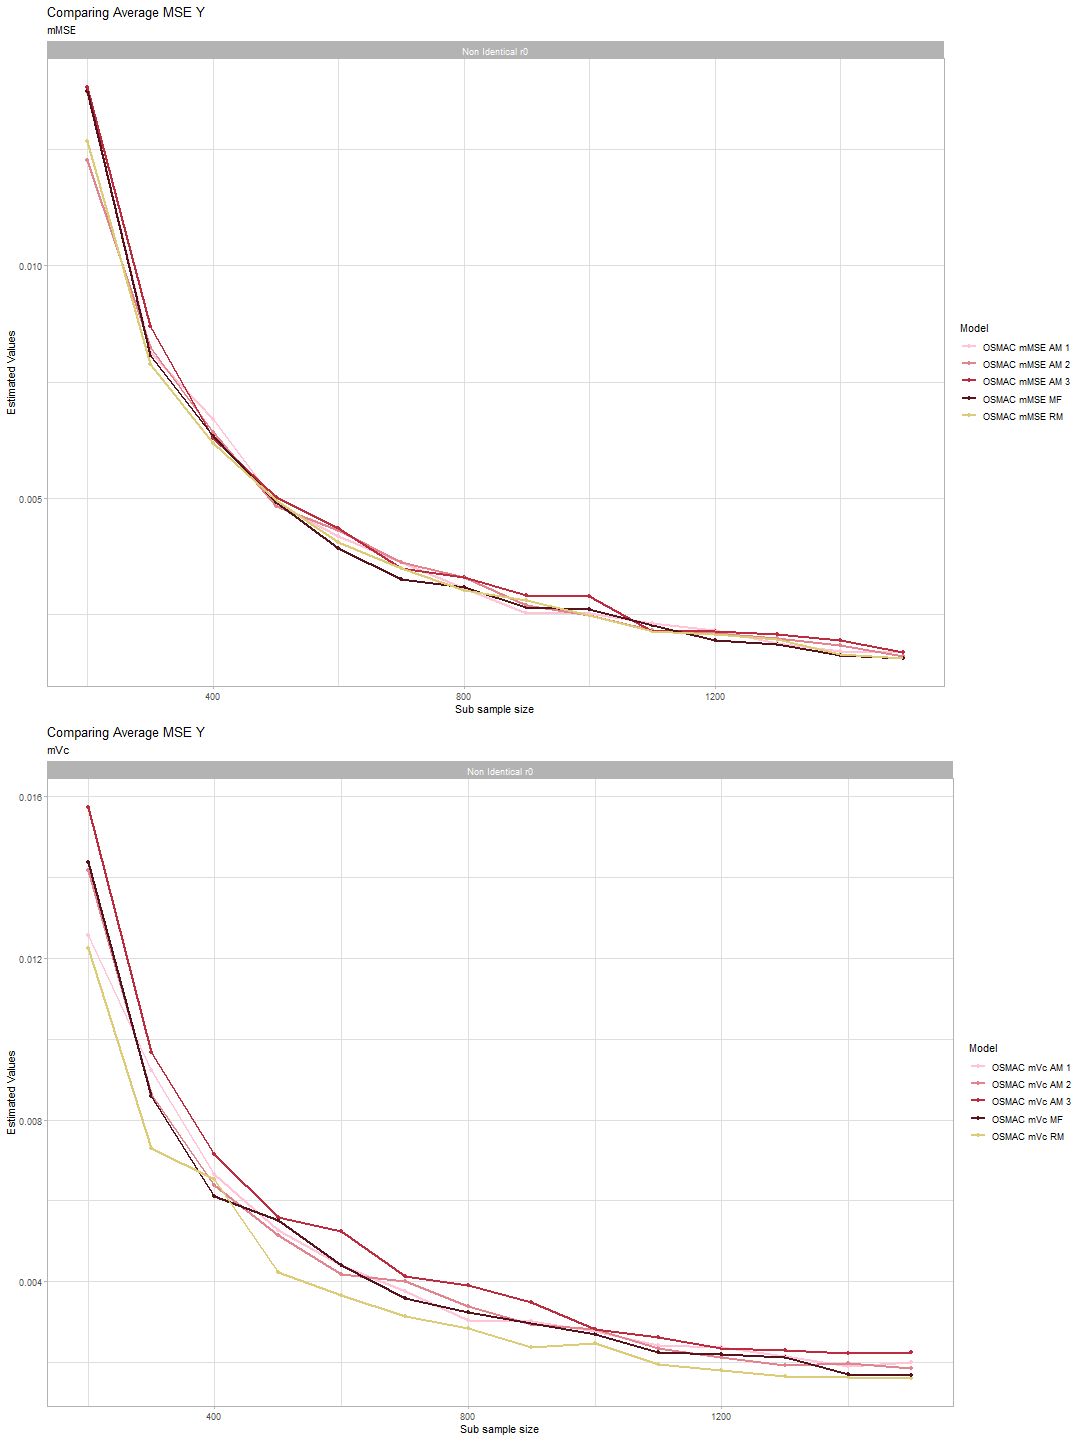 Comparing Average MSE Y
mMSE
Non Identical r0
0.010
0.005
Estimated Values
400
800
1200
Sub sample size
Model
OSMAC mMSE AM 1
OSMAC mMSE AM 2
OSMAC mMSE AM 3
OSMAC mMSE MF
OSMAC mMSE RM
Comparing Average MSE Y
mVc
Non Identical r0
0.016
0.012
0.008
0.004
Estimated Values
400
800
1200
Sub sample size
Model
OSMAC mVc AM 1
OSMAC mVc AM 2
OSMAC mVc AM 3
OSMAC mVc MF
OSMAC mVc RM